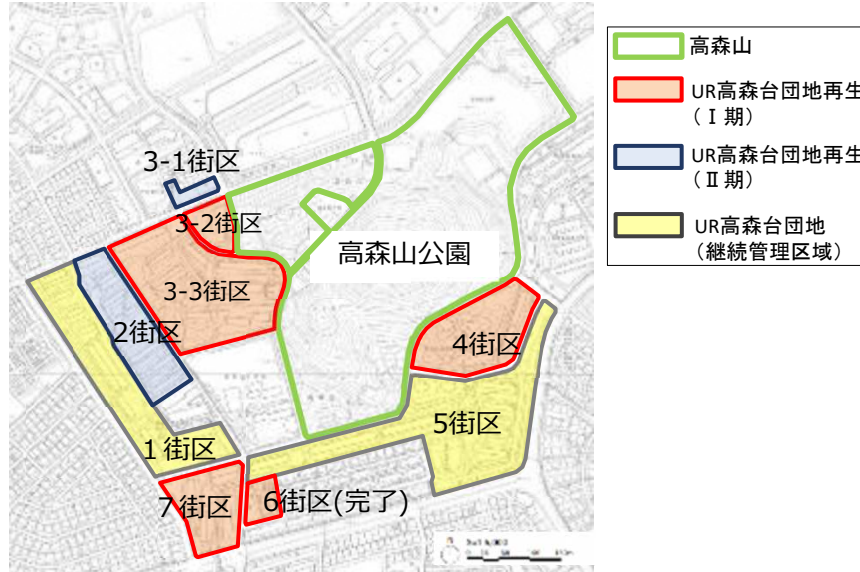 3-1街区
3-2街区
高森山公園
3-3街区
2街区
4街区
5街区
1街区
7街区
6街区(完了)
高森山
UR高森台団地再生
(Ⅰ期)
UR高森台団地再生
(Ⅱ期)
UR高森台団地
(継続管理区域)